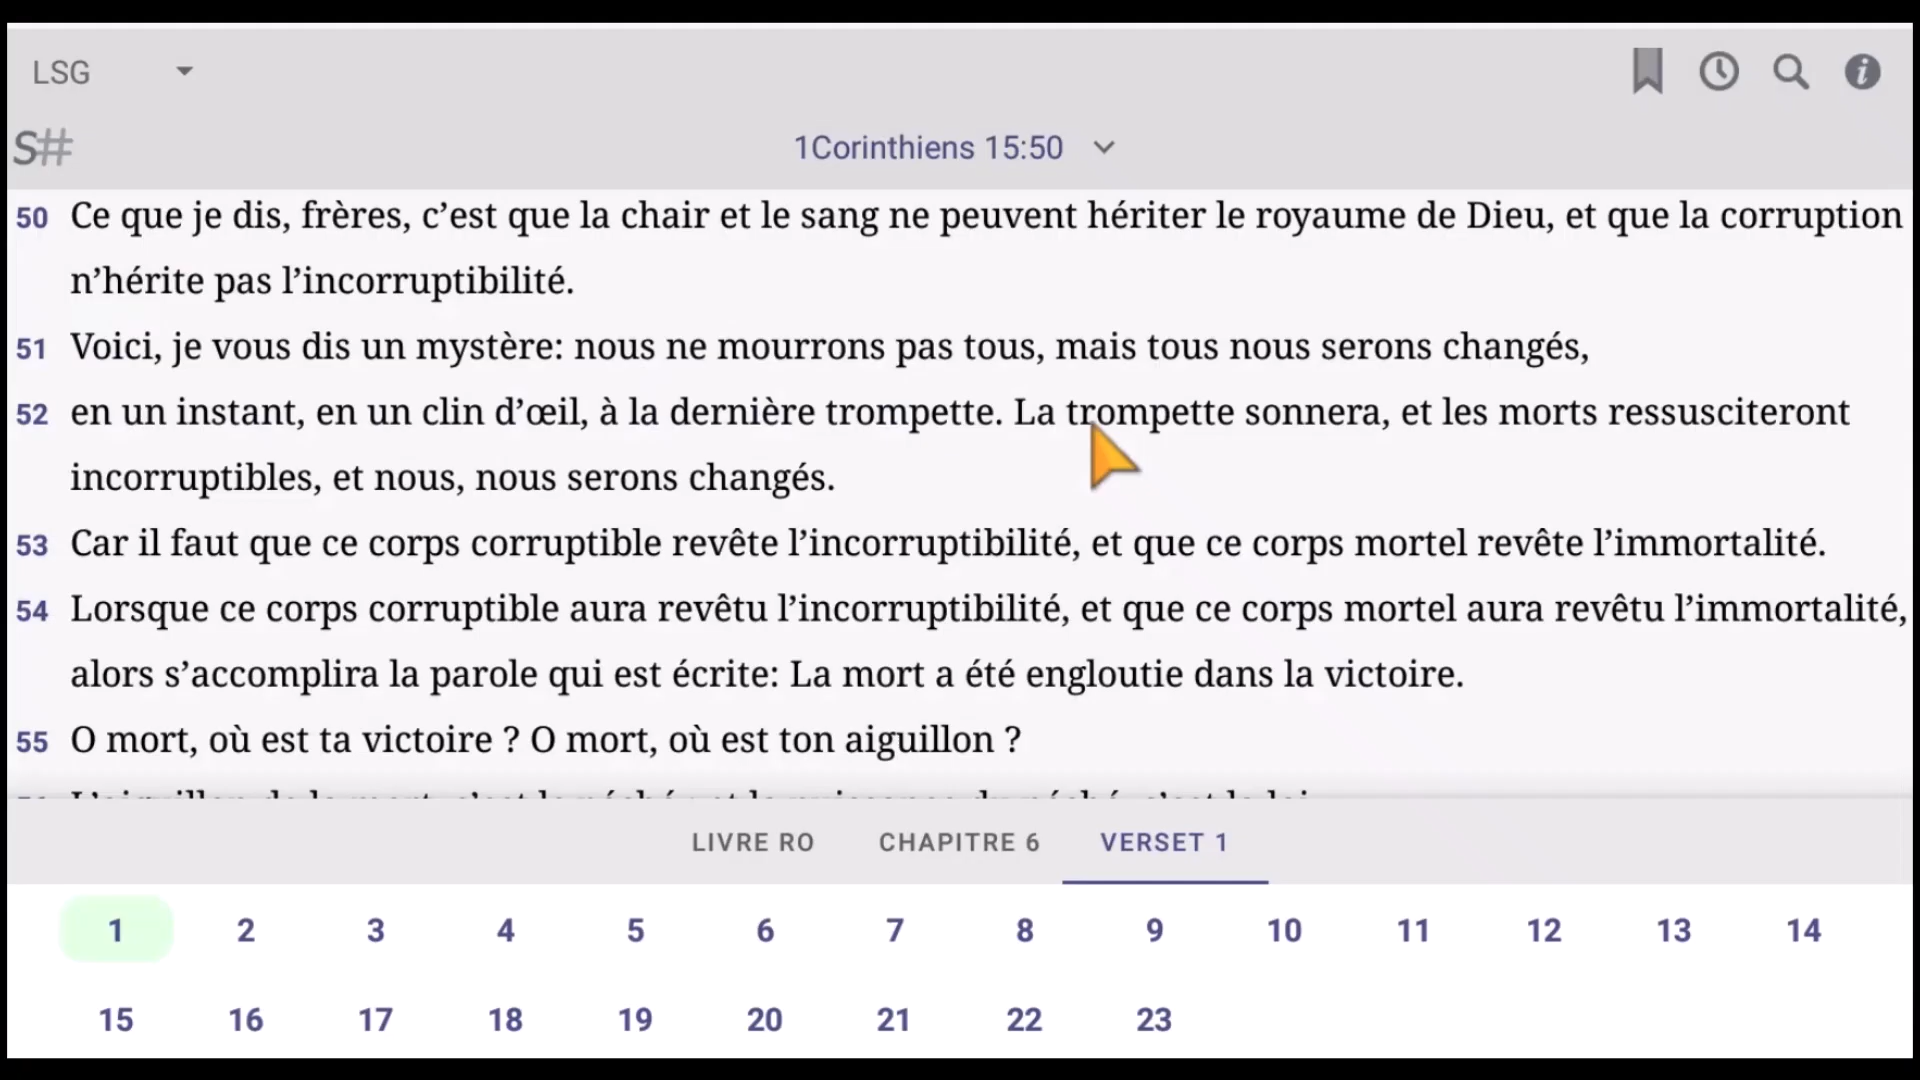 LSG
S#
1Corinthiens 15:50
50 Ce que je dis, frères, c’est que la chair et le sang ne peuvent hériter le royaume de Dieu, et que la corruption
n’hérite pas l’incorruptibilité.
51 Voici, je vous dis un mystère: nous ne mourrons pas tous, mais tous nous serons changés,
52 en un instant, en un clin d’œil, à la dernière trompette. La trompette sonnera, et les morts ressusciteront
incorruptibles, et nous, nous serons changés.
53 Car il faut que ce corps corruptible revête l’incorruptibilité, et que ce corps mortel revête l’immortalité.
54 Lorsque ce corps corruptible aura revêtu l’incorruptibilité, et que ce corps mortel aura revêtu l’immortalité,
alors s’accomplira la parole qui est écrite: La mort a été engloutie dans la victoire.
55 O mort, où est ta victoire ? O mort, où est ton aiguillon ?
LIVRE RO CHAPITRE 6 VERSET 1
1 2 3 4 5 6 7 8 9 10 11 12 13 14
15 16 17 18 19 20 21 22 23